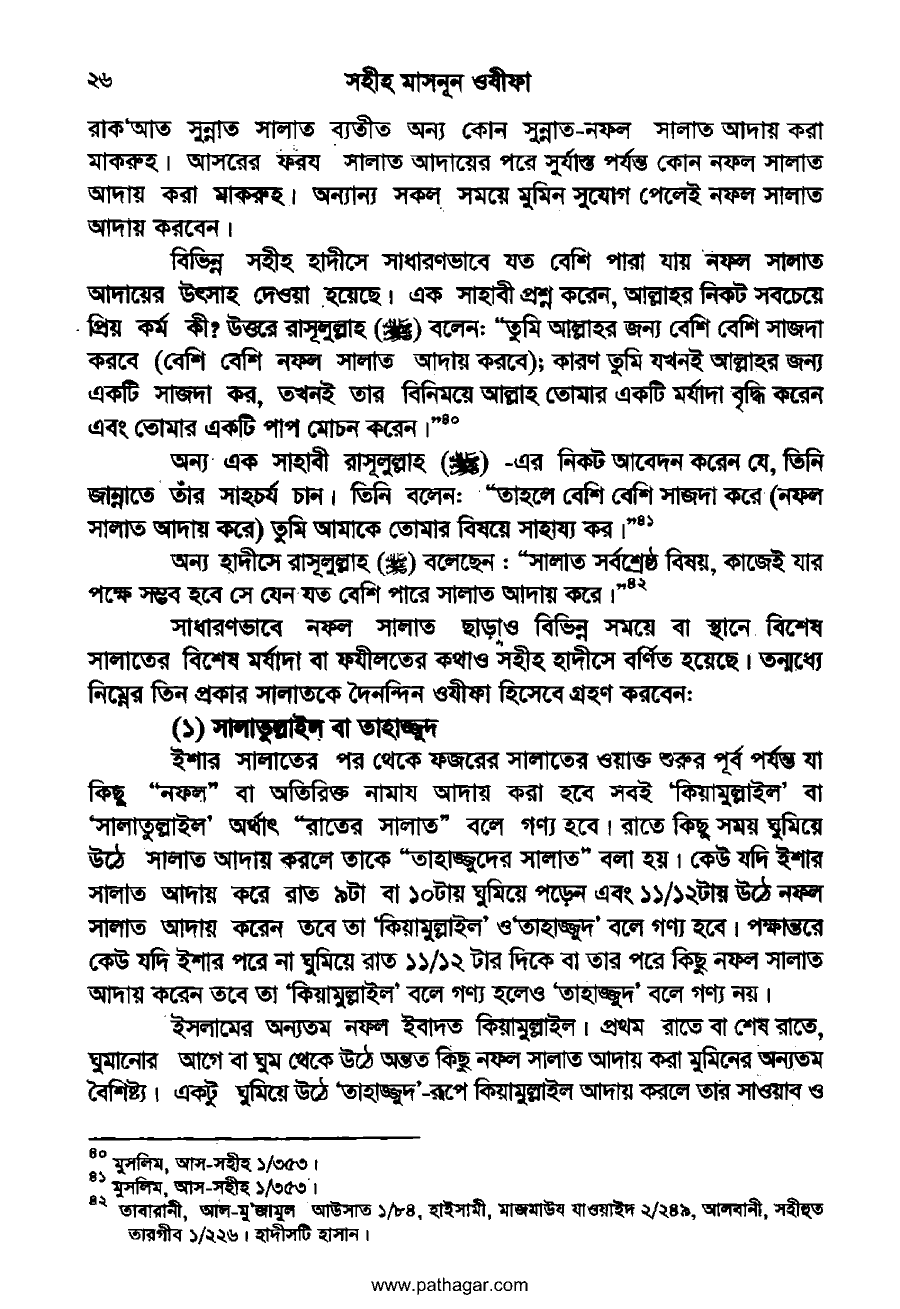 ২৬ সহীহ মাসনূন ওযীফা
রাক‘আত সুন্নাত সালাত ব্যতীত অন্য কোন সুন্নাত-নফল সালাত আদায় করা
মাকরুহ। আসরের ফরয সালাত আদায়ের পরে সূর্যাস্ত পর্যন্ত কোন নফল সালাত
আদায় করা মাকরুহ। অন্যান্য সকল সময়ে মুমিন সুযোগ পেলেই নফল সালাত
আদায় করবেন।
বিভিন্ন সহীহ হাদীসে সাধারণভাবে যত বেশি পারা যায় নফল সালাত
আদায়ের উৎসাহ দেওয়া হয়েছে। এক সাহাবী প্রশ্ন করেন, আল্লাহর নিকট সবচেয়ে
প্রিয় কর্ম কী? উত্তরে রাসূলুল্লাহ (ﷺ) বলেন: “তুমি আল্লাহর জন্য বেশি বেশি সাজদা
করবে (বেশি বেশি নফল সালাত আদায় করবে); কারণ তুমি যখনই আল্লাহর জন্য
একটি সাজদা কর, তখনই তার বিনিময়ে আল্লাহ তোমার একটি মর্যাদা বৃদ্ধি করেন
এবং তোমার একটি পাপ মোচন করেন।”৪০
অন্য এক সাহাবী রাসূলুল্লাহ (ﷺ) -এর নিকট আবেদন করেন যে, তিনি
জান্নাতে তাঁর সাহচর্য চান। তিনি বলেন: “তাহলে বেশি বেশি সাজদা করে (নফল
সালাত আদায় করে) তুমি আমাকে তোমার বিষয়ে সাহায্য কর।”৪১
অন্য হাদীসে রাসূলুল্লাহ (ﷺ) বলেছেন : “সালাত সর্বশ্রেষ্ঠ বিষয়, কাজেই যার
পক্ষে সম্ভব হবে সে যেন যত বেশি পারে সালাত আদায় করে।”৪২
সাধারণভাবে নফল সালাত ছাড়াও বিভিন্ন সময়ে বা স্থানে বিশেষ
সালাতের বিশেষ মর্যাদা বা ফযীলতের কথাও সহীহ হাদীসে বর্ণিত হয়েছে। তন্মধ্যে
নিম্নের তিন প্রকার সালাতকে দৈনন্দিন ওযীফা হিসেবে গ্রহণ করবেন:
(১) সালাতুল্লাইল বা তাহাজ্জুদ
ইশার সালাতের পর থেকে ফজরের সালাতের ওয়াক্ত শুরুর পূর্ব পর্যন্ত যা
কিছু “নফল” বা অতিরিক্ত নামায আদায় করা হবে সবই ‘কিয়ামুল্লাইল’ বা
‘সালাতুল্লাইল’ অর্থাৎ “রাতের সালাত” বলে গণ্য হবে। রাতে কিছু সময় ঘুমিয়ে
উঠে সালাত আদায় করলে তাকে “তাহাজ্জুদের সালাত” বলা হয়। কেউ যদি ইশার
সালাত আদায় করে রাত ৯টা বা ১০টায় ঘুমিয়ে পড়েন এবং ১১/১২টায় উঠে নফল
সালাত আদায় করেন তবে তা ‘কিয়ামুল্লাইল’ ও‘তাহাজ্জুদ’ বলে গণ্য হবে। পক্ষান্তরে
কেউ যদি ইশার পরে না ঘুমিয়ে রাত ১১/১২ টার দিকে বা তার পরে কিছু নফল সালাত
আদায় করেন তবে তা ‘কিয়ামুল্লাইল’ বলে গণ্য হলেও ‘তাহাজ্জুদ’ বলে গণ্য নয়।
ইসলামের অন্যতম নফল ইবাদত কিয়ামুল্লাইল। প্রথম রাতে বা শেষ রাতে,
ঘুমানোর আগে বা ঘুম থেকে উঠে অন্তত কিছু নফল সালাত আদায় করা মুমিনের অন্যতম
বৈশিষ্ট্য। একটু ঘুমিয়ে উঠে ‘তাহাজ্জুদ’-রূপে কিয়ামুল্লাইল আদায় করলে তার সাওয়াব ও
৪০ মুসলিম, আস-সহীহ ১/৩৫৩।
৪১ মুসলিম, আস-সহীহ ১/৩৫৩।
৪২ তাবারানী, আল-মু'জামুল আউসাত ১/৮৪, হাইসামী, মাজমাউয যাওয়াইদ ২/২৪৯, আলবানী, সহীহুত
তারগীব ১/২২৬। হাদীসটি হাসান।
www.pathagar.com